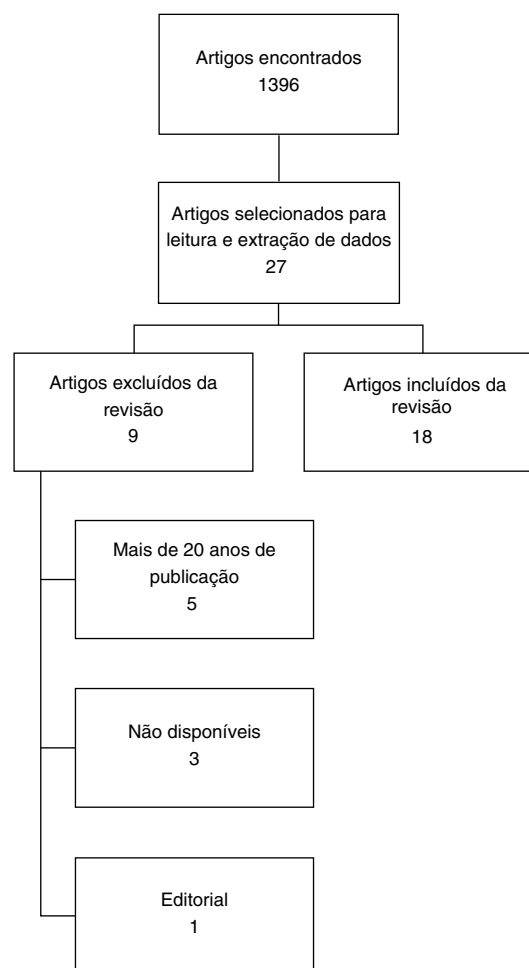 Artigos encontrados
1396
Artigos selecionados para
leitura e extração de dados
27
Artigos excluídos da
revisão
9
Artigos incluídos da
revisão
18
Mais de 20 anos de
publicação
5
Não disponíveis
3
Editorial
1